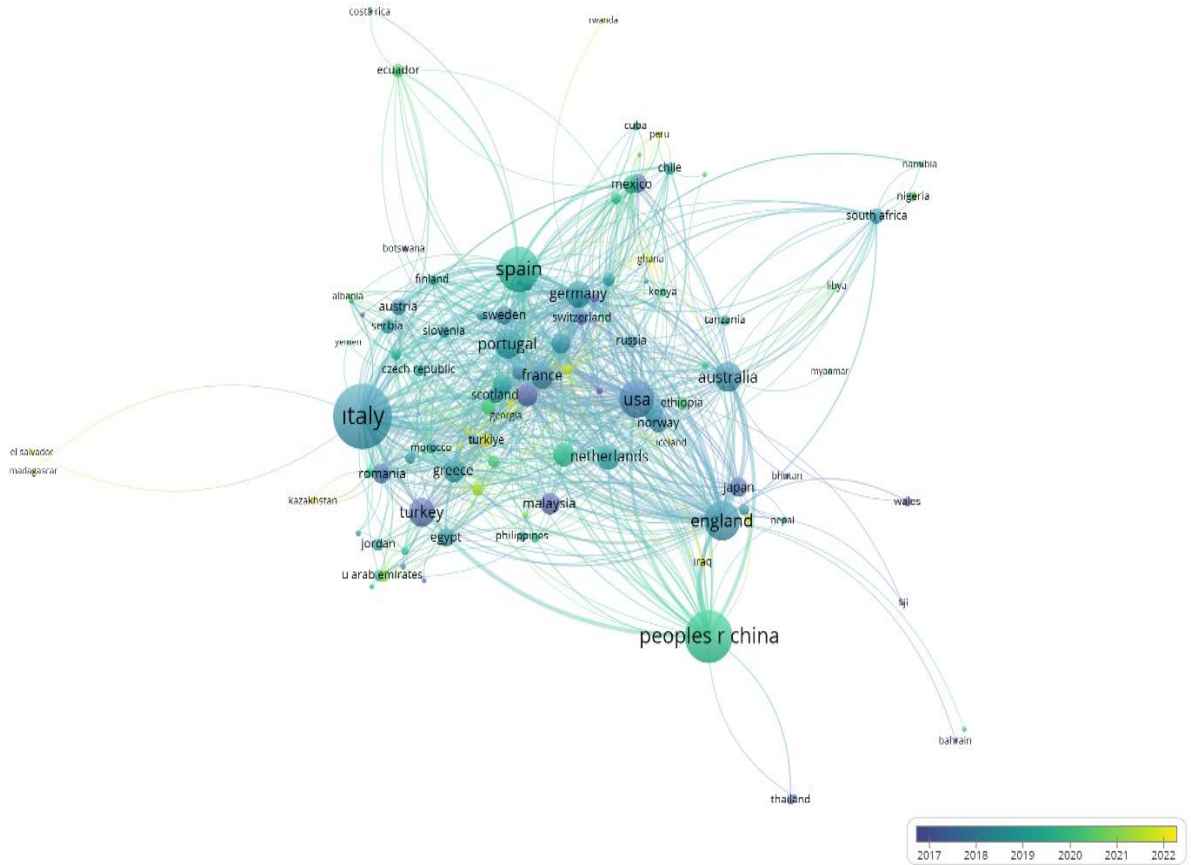 costa rica
rwanda
ecuador
cuba
peru
chile
mexico
namibia
nigeria
south africa
botswana
ghana
spain
finland
germany
kenya
libya
albania
austria
sweden
switzerland
tanzania
serbia
slovenia
russia
yemen
portugal
czech republic
france
australia
myanmar
scotland
usa
ethiopia
ıtaly
georgia
norway
turkiye
iceland
morocco
netherlands
el salvador
madagascar
romania
greece
bhutan
japan
kazakhstan
malaysia
wales
turkey
england
nepal
egypt
philippines
jordan
iraq
u arab emirates
fiji
peoples r china
bahrain
thailand
2017 2018 2019 2020 2021 2022